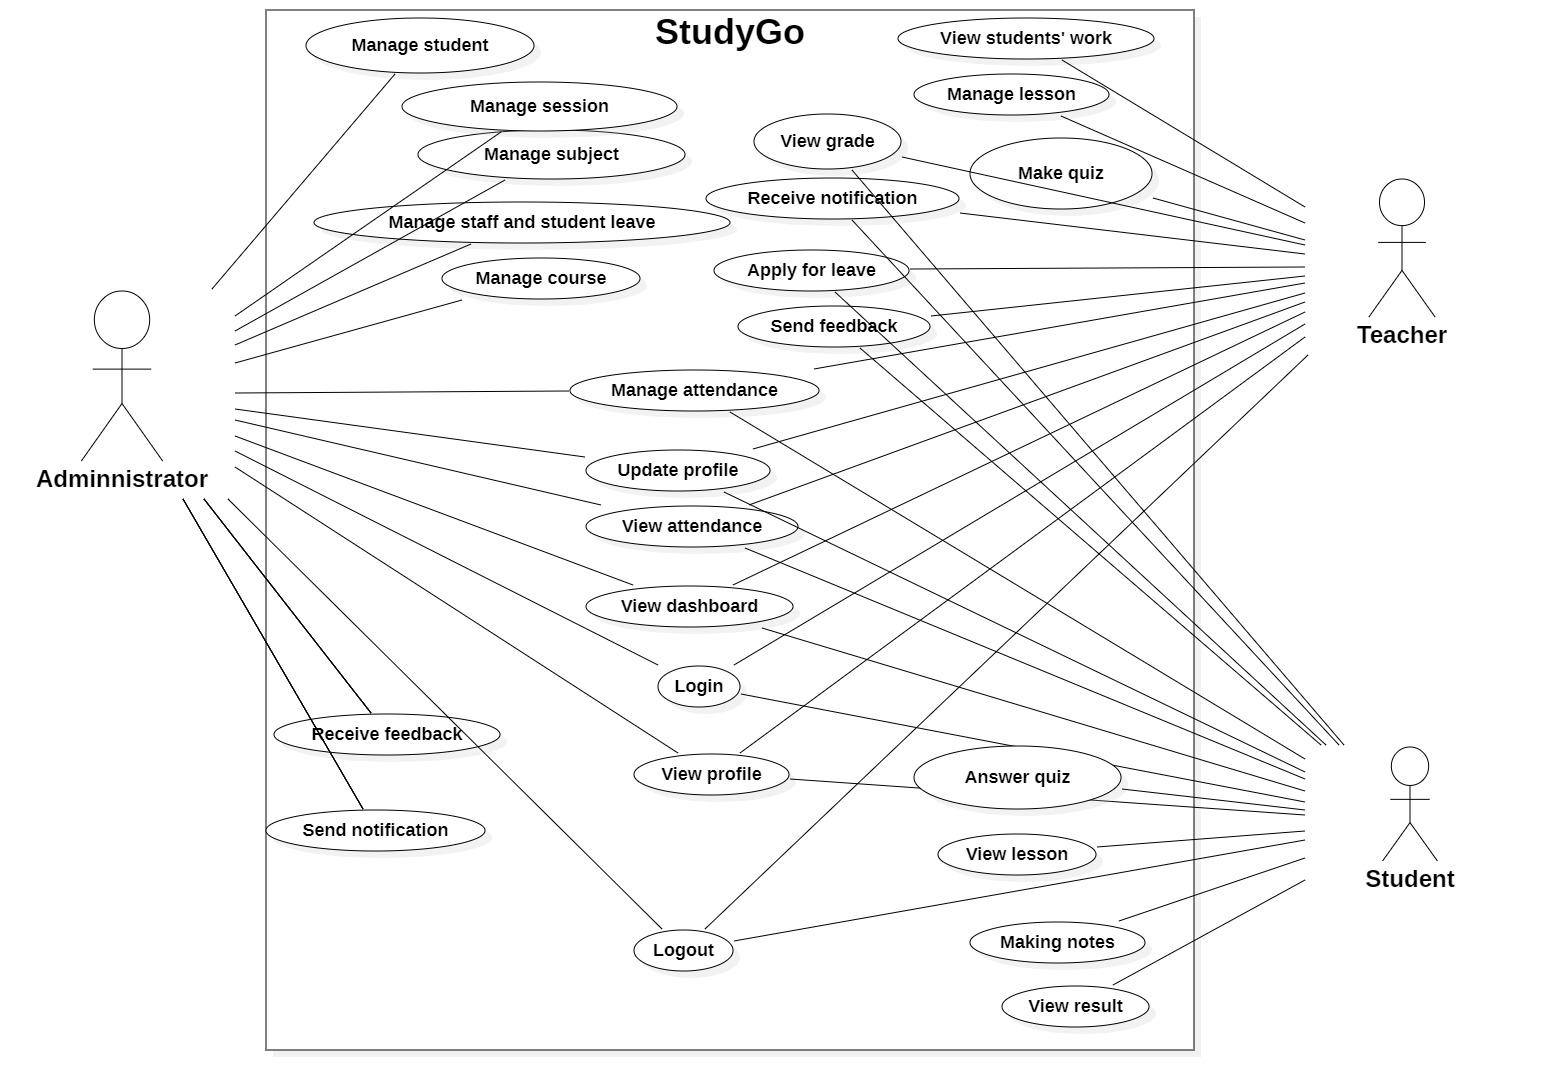 StudyGo
Manage student
View students' work
Manage session
Manage lesson
View grade
Manage subject
Make quiz
Receive notification
Manage staff and student leave
Apply for leave
Manage course
Send feedback
Teacher
Manage attendance
Adminnistrator
Update profile
View attendance
View dashboard
Login
Receive feedback
View profile
Answer quiz
Send notification
View lesson
Student
Making notes
Logout
View result